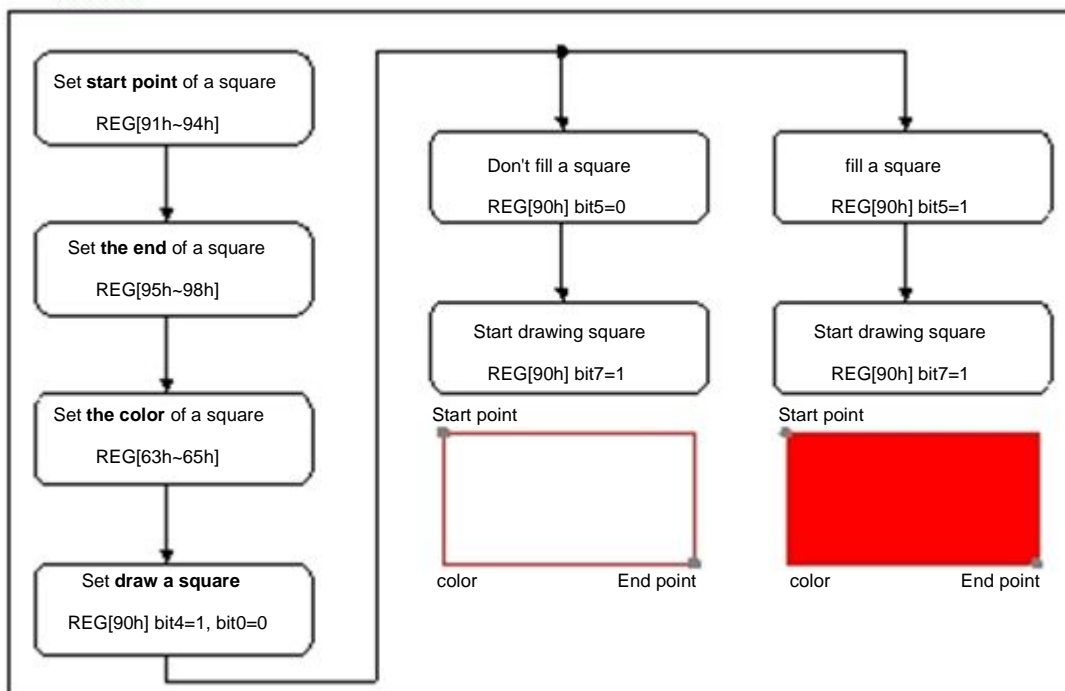 Set start point of a square
REG[91h~94h]
Set the end of a square
REG[95h~98h]
Set the color of a square
REG[63h~65h]
Set draw a square
REG[90h] bit4=1, bit0=0
Don't fill a square
REG[90h] bit5=0
Start drawing square
REG[90h] bit7=1
Start point
color
End point
fill a square
REG[90h] bit5=1
Start drawing square
REG[90h] bit7=1
Start point
color
End point